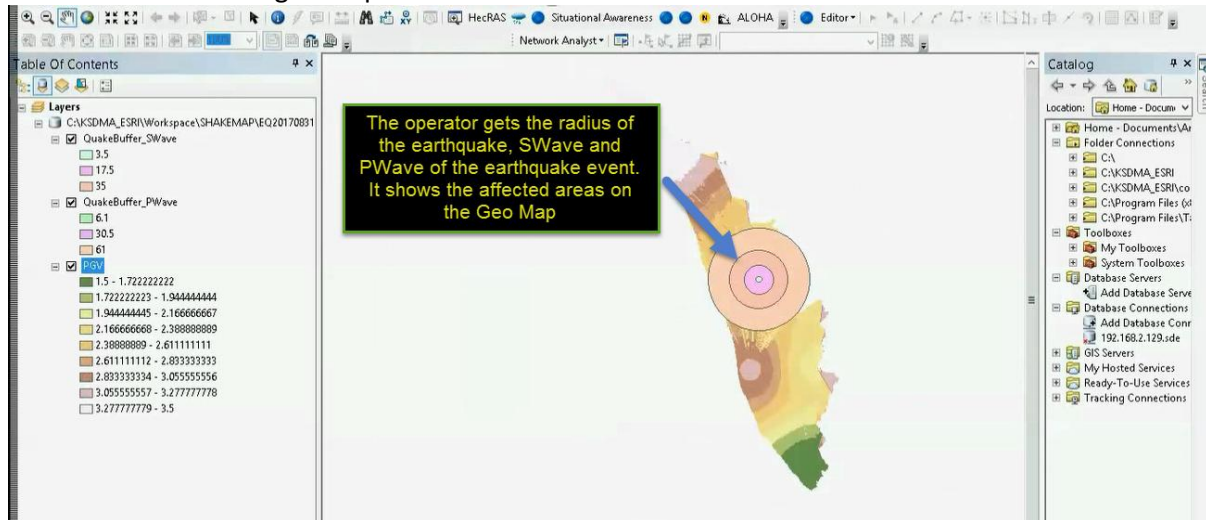 HecRAS
Situational Awareness
ALOHA
Editor
Network Analyst
Table Of Contents
Layers
C:\KSDMA_ESRI\Workspace\SHAKEMAP\EQ20170831
QuakeBuffer_SWave
3.5
17.5
35
QuakeBuffer_PWave
6.1
30.5
61
PGV
1.5 - 1.722222222
1.722222223 - 1.944444444
1.944444445 - 2.166666667
2.166666668 - 2.388888889
2.38888889 - 2.611111111
2.611111112 - 2.833333333
2.833333334 - 3.055555556
3.055555557 - 3.277777778
3.277777779 - 3.5
The operator gets the radius of
the earthquake, SWave and
PWave of the earthquake event.
It shows the affected areas on
the Geo Map
Catalog
Location: Home - Docum
Home - Documents\Ar
Folder Connections
C:\
C:\KSDMA_ESRI
C:\KSDMA_ESRI\co
C:\Program Files (x
C:\Program Files\T
Toolboxes
My Toolboxes
System Toolboxes
Database Servers
Add Database Serve
Database Connections
Add Database Conr
192.168.2.129.sde
GIS Servers
My Hosted Services
Ready-To-Use Services
Tracking Connections